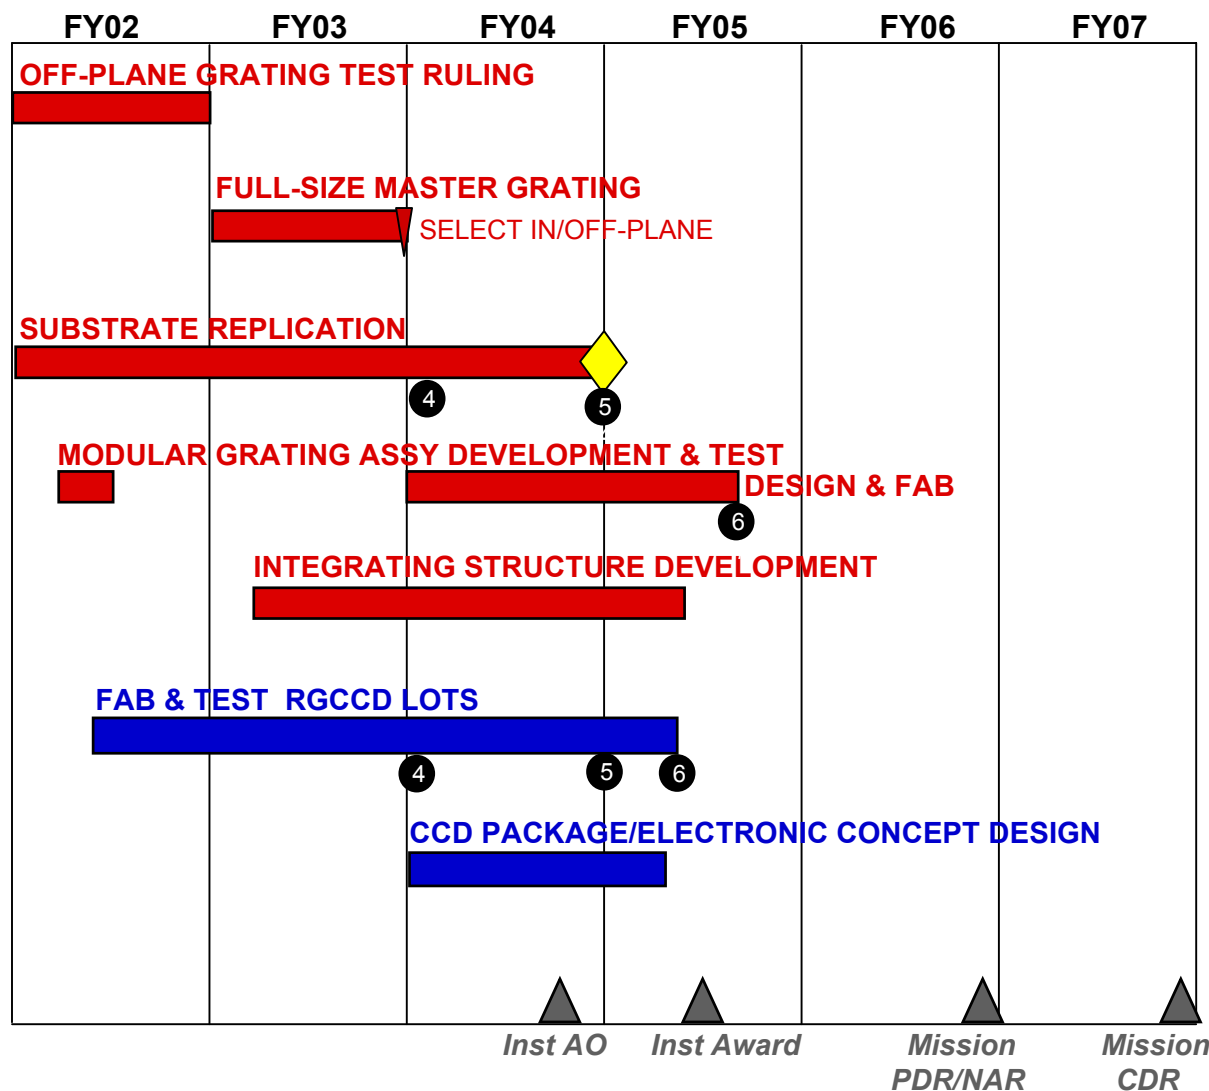 FY02 FY03 FY04 FY05 FY06 FY07
OFF-PLANE GRATING TEST RULING
FULL-SIZE MASTER GRATING
SELECT IN/OFF-PLANE
SUBSTRATE REPLICATION
4
5
MODULAR GRATING ASSY DEVELOPMENT & TEST
DESIGN & FAB
6
INTEGRATING STRUCTURE DEVELOPMENT
FAB & TEST RGCCD LOTS
4 5 6
CCD PACKAGE/ELECTRONIC CONCEPT DESIGN
Inst AO Inst Award Mission Mission
PDR/NAR CDR